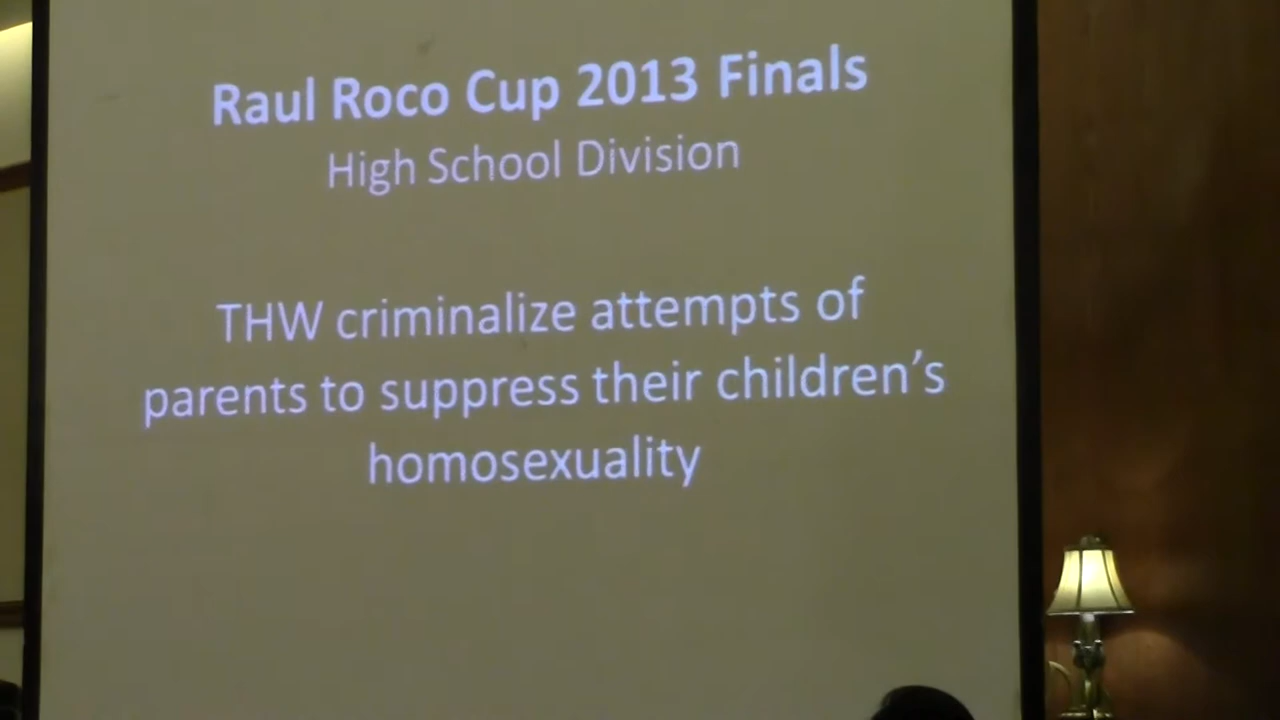 Raul Roco Cup 2013 Finals
High School Division
THW criminalize attempts of
parents to suppress their children’s
homosexuality